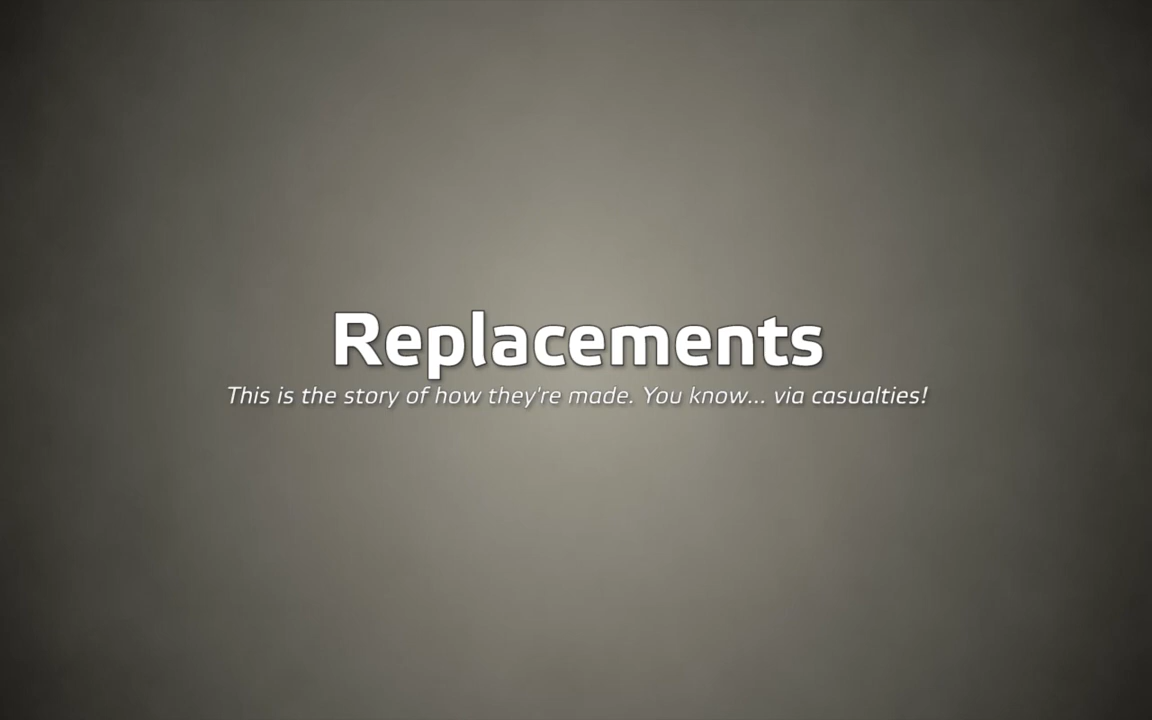 Replacements
This is the story of how they're made. You know... via casualties!